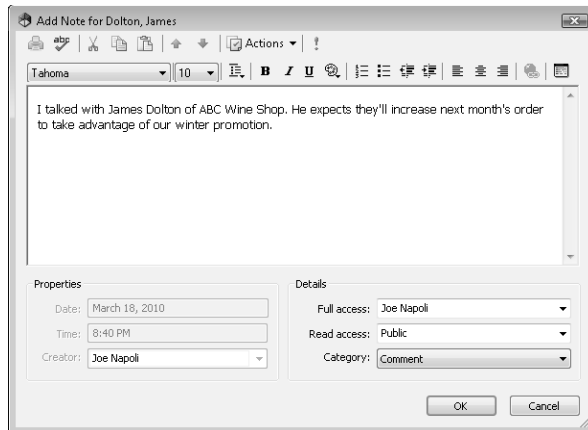 Add Note for Dolton, James
abc
Actions
Tahoma 10 B I U
I talked with James Dolton of ABC Wine Shop. He expects they'll increase next month's order
to take advantage of our winter promotion.
Properties
Date: March 18, 2010
Time: 8:40 PM
Creator: Joe Napoli
Details
Full access: Joe Napoli
Read access: Public
Category: Comment
OK Cancel